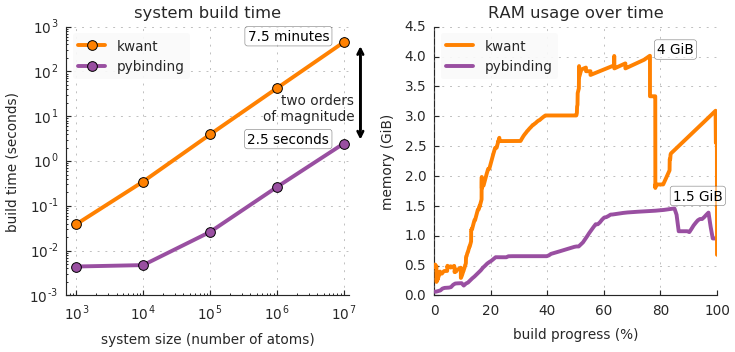 system build time
kwant
pybinding
7.5 minutes
two orders
of magnitude
2.5 seconds
build time (seconds)
10^3
10^2
10^1
10^0
10^-1
10^-2
10^-3
10^3
10^4
10^5
10^6
10^7
system size (number of atoms)
RAM usage over time
kwant
pybinding
4 GiB
1.5 GiB
memory (GiB)
4.5
4.0
3.5
3.0
2.5
2.0
1.5
1.0
0.5
0.0
0
20
40
60
80
100
build progress (%)